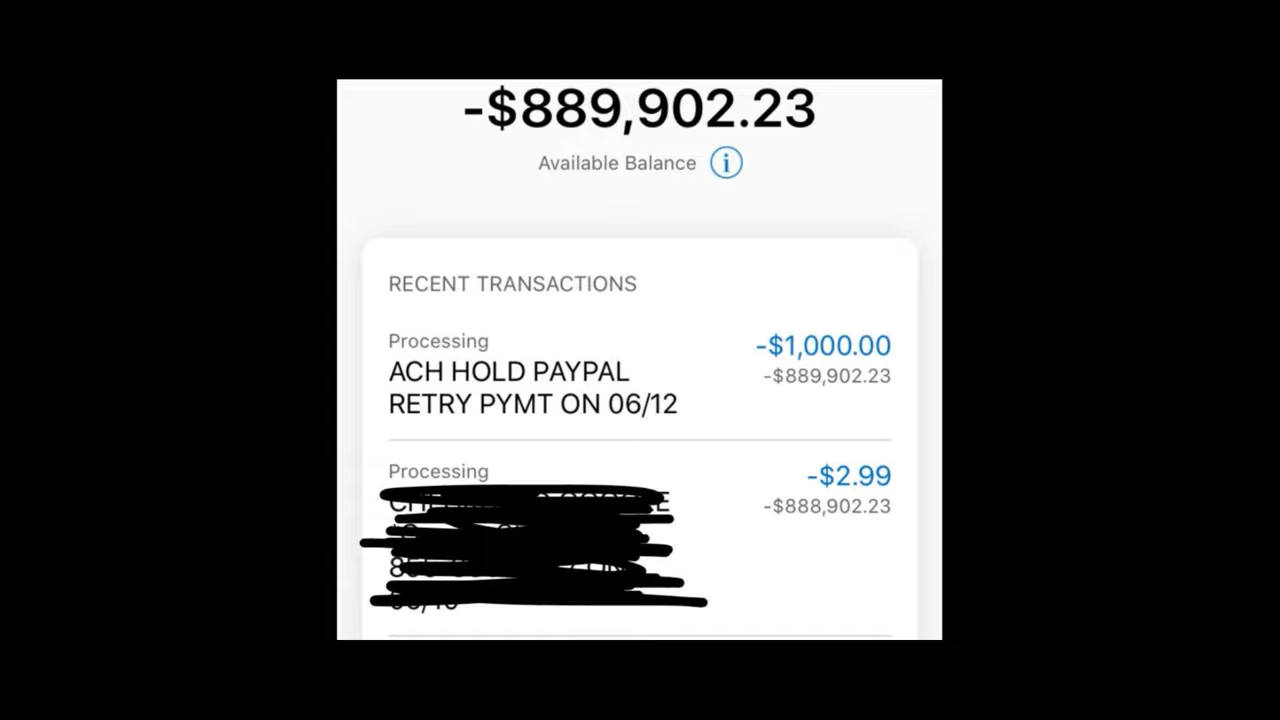 -$889,902.23
Available Balance i
RECENT TRANSACTIONS
Processing
-$1,000.00
ACH HOLD PAYPAL
-$889,902.23
RETRY PYMT ON 06/12
Processing
-$2.99
-$888,902.23